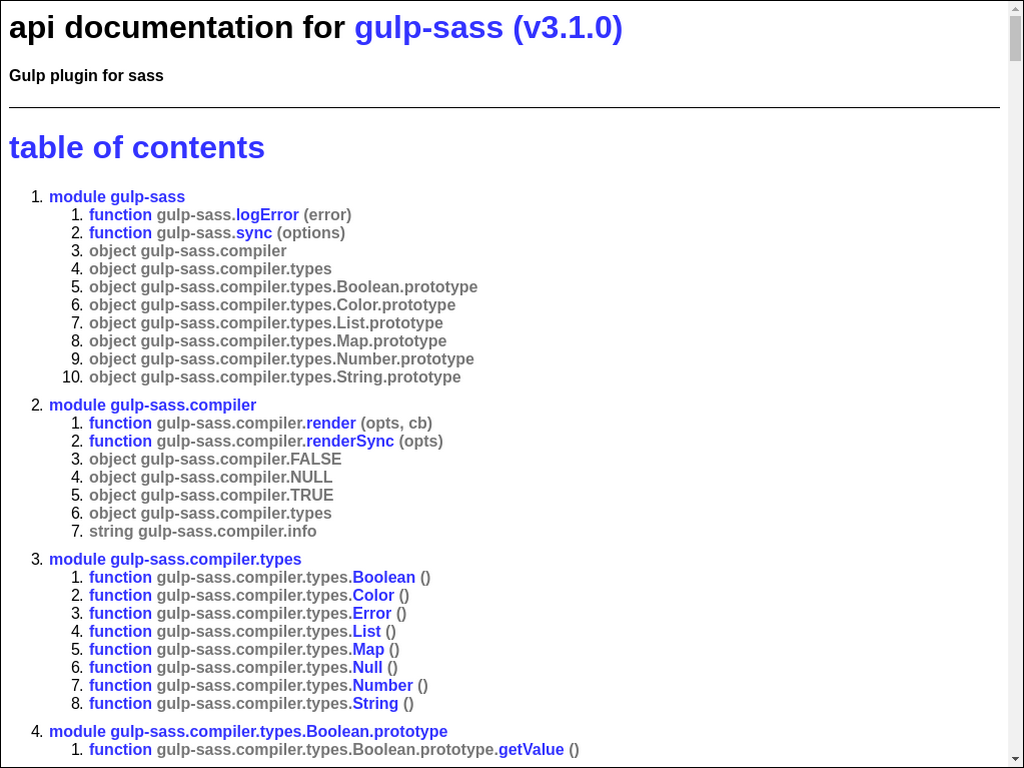 api documentation for gulp-sass (v3.1.0)
Gulp plugin for sass
table of contents
1. module gulp-sass
1. function gulp-sass.logError (error)
2. function gulp-sass.sync (options)
3. object gulp-sass.compiler
4. object gulp-sass.compiler.types
5. object gulp-sass.compiler.types.Boolean.prototype
6. object gulp-sass.compiler.types.Color.prototype
7. object gulp-sass.compiler.types.List.prototype
8. object gulp-sass.compiler.types.Map.prototype
9. object gulp-sass.compiler.types.Number.prototype
10. object gulp-sass.compiler.types.String.prototype
2. module gulp-sass.compiler
1. function gulp-sass.compiler.render (opts, cb)
2. function gulp-sass.compiler.renderSync (opts)
3. object gulp-sass.compiler.FALSE
4. object gulp-sass.compiler.NULL
5. object gulp-sass.compiler.TRUE
6. object gulp-sass.compiler.types
7. string gulp-sass.compiler.info
3. module gulp-sass.compiler.types
1. function gulp-sass.compiler.types.Boolean ()
2. function gulp-sass.compiler.types.Color ()
3. function gulp-sass.compiler.types.Error ()
4. function gulp-sass.compiler.types.List ()
5. function gulp-sass.compiler.types.Map ()
6. function gulp-sass.compiler.types.Null ()
7. function gulp-sass.compiler.types.Number ()
8. function gulp-sass.compiler.types.String ()
4. module gulp-sass.compiler.types.Boolean.prototype
1. function gulp-sass.compiler.types.Boolean.prototype.getValue ()